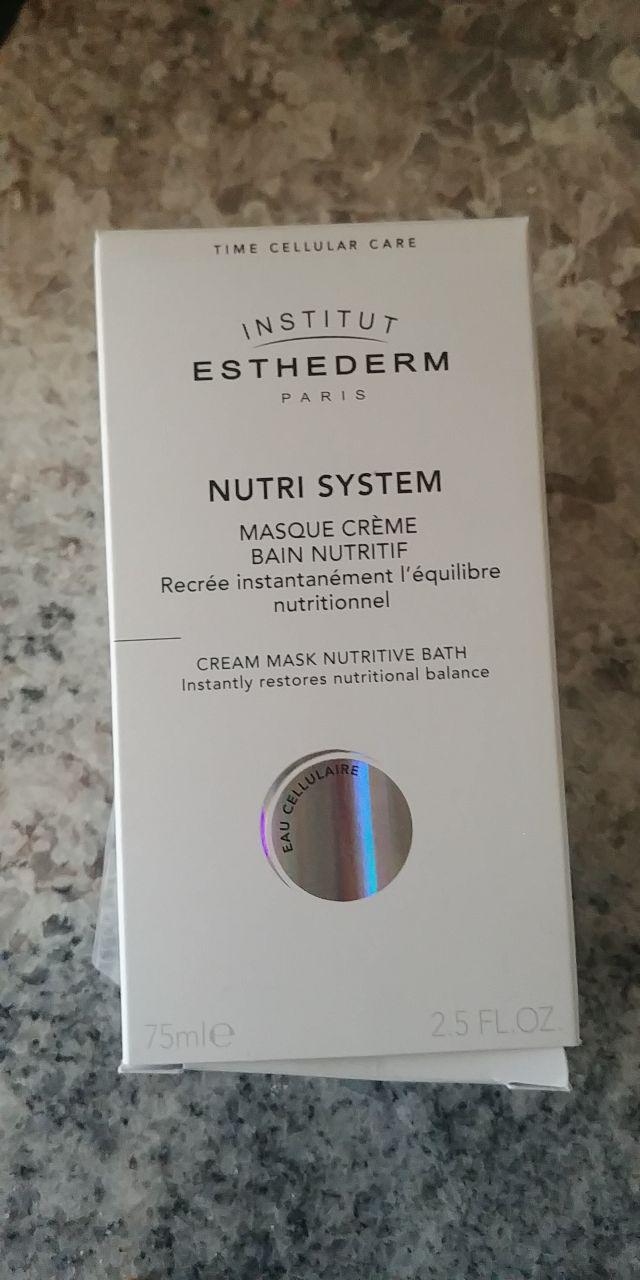 TIME CELLULAR CARE
INSTITUT
ESTHEDERM
PARIS
NUTRI SYSTEM
MASQUE CRÈME
BAIN NUTRITIF
Recrée instantanément l'équilibre
nutritionnel
CREAM MASK NUTRITIVE BATH
Instantly restores nutritional balance
EAU CELLULAIRE
75ml℮ 2.5 FL.OZ.